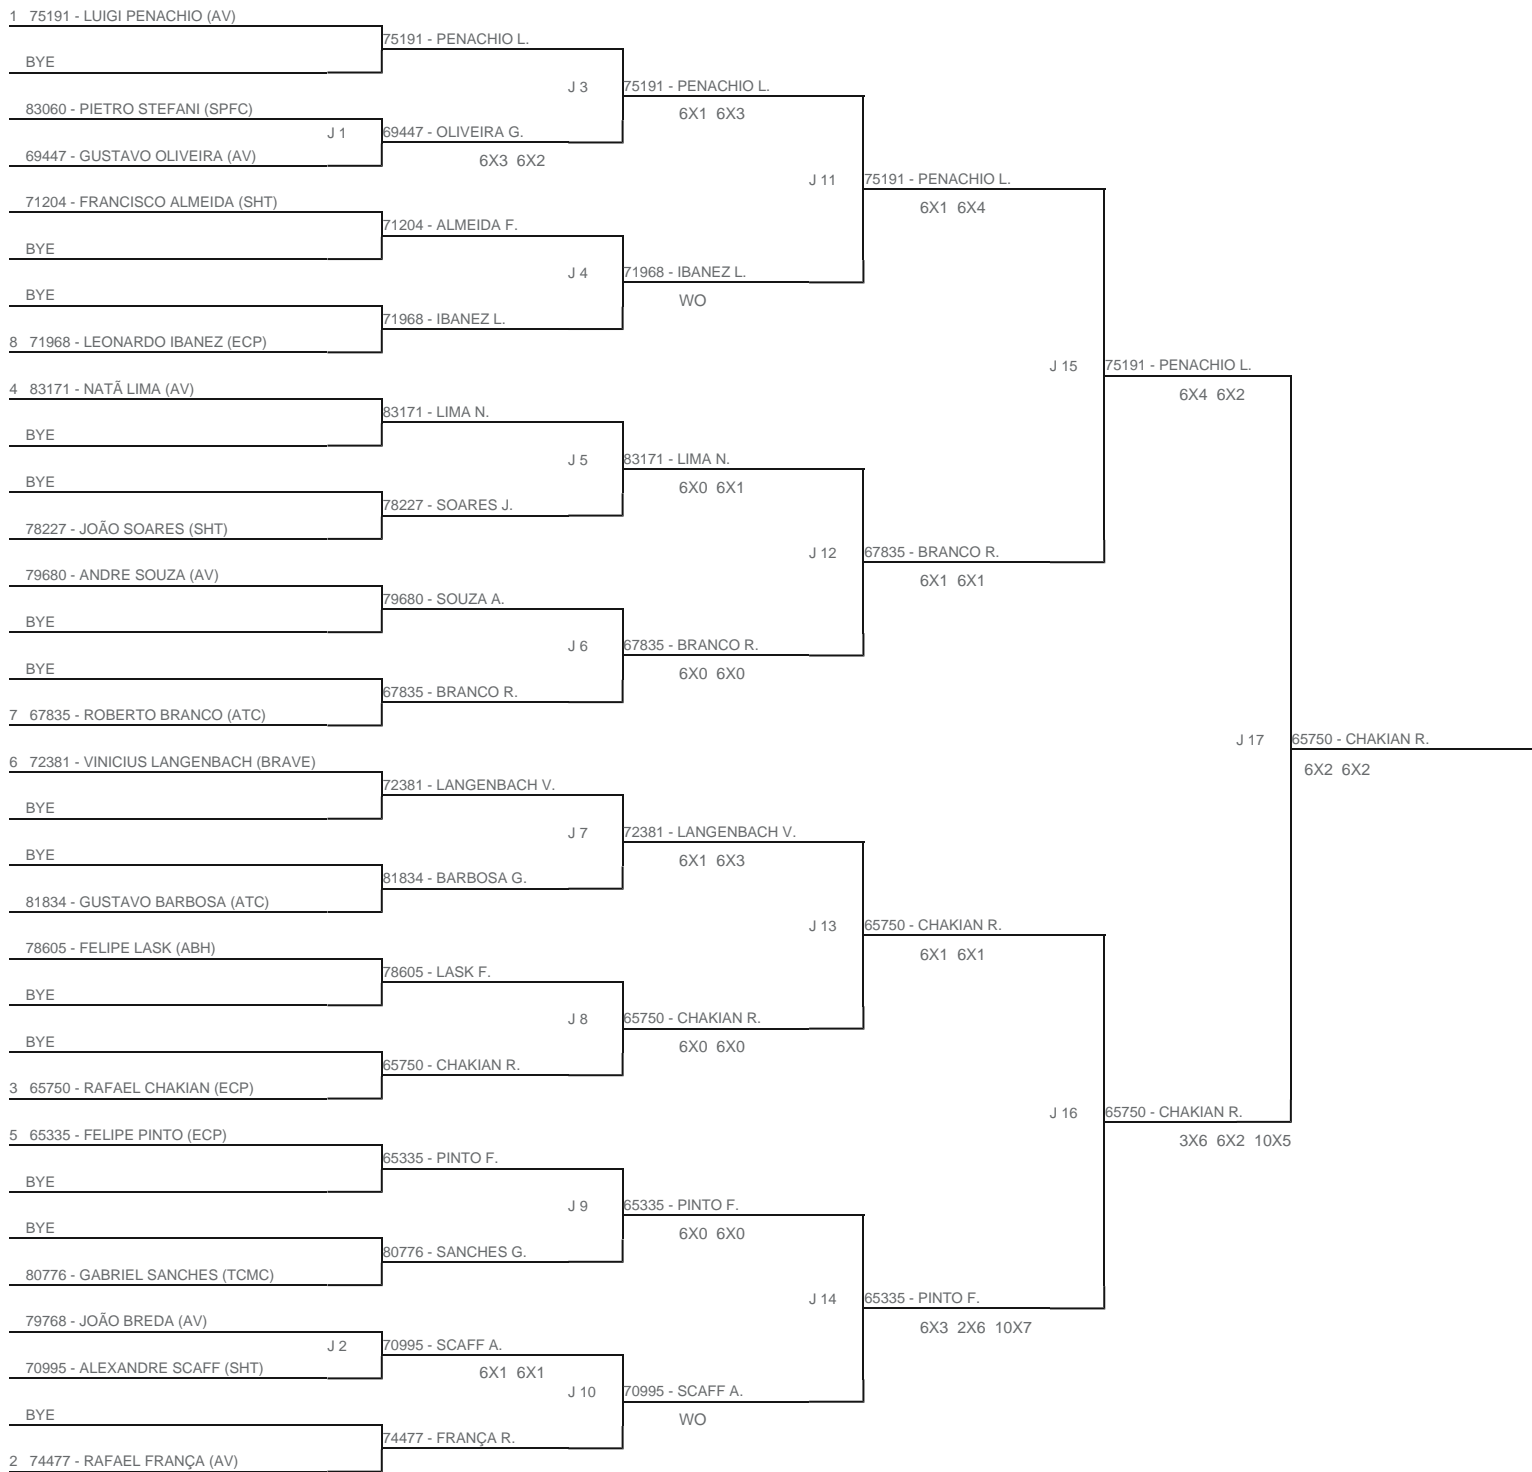 1 75191 - LUIGI PENACHIO (AV)
75191 - PENACHIO L.
BYE
J 3
75191 - PENACHIO L.
6X1 6X3
83060 - PIETRO STEFANI (SPFC)
J 1
69447 - OLIVEIRA G.
6X3 6X2
69447 - GUSTAVO OLIVEIRA (AV)
J 11
75191 - PENACHIO L.
6X1 6X4
71204 - FRANCISCO ALMEIDA (SHT)
71204 - ALMEIDA F.
BYE
J 4
71968 - IBANEZ L.
WO
BYE
71968 - IBANEZ L.
8 71968 - LEONARDO IBANEZ (ECP)
J 15
75191 - PENACHIO L.
6X4 6X2
4 83171 - NATÃ LIMA (AV)
83171 - LIMA N.
BYE
J 5
83171 - LIMA N.
6X0 6X1
BYE
78227 - SOARES J.
78227 - JOÃO SOARES (SHT)
J 12
67835 - BRANCO R.
6X1 6X1
79680 - ANDRE SOUZA (AV)
79680 - SOUZA A.
BYE
J 6
67835 - BRANCO R.
6X0 6X0
BYE
67835 - BRANCO R.
7 67835 - ROBERTO BRANCO (ATC)
J 17
65750 - CHAKIAN R.
6X2 6X2
6 72381 - VINICIUS LANGENBACH (BRAVE)
72381 - LANGENBACH V.
BYE
J 7
72381 - LANGENBACH V.
6X1 6X3
BYE
81834 - BARBOSA G.
81834 - GUSTAVO BARBOSA (ATC)
J 13
65750 - CHAKIAN R.
6X1 6X1
78605 - FELIPE LASK (ABH)
78605 - LASK F.
BYE
J 8
65750 - CHAKIAN R.
6X0 6X0
BYE
65750 - CHAKIAN R.
3 65750 - RAFAEL CHAKIAN (ECP)
J 16
65750 - CHAKIAN R.
3X6 6X2 10X5
5 65335 - FELIPE PINTO (ECP)
65335 - PINTO F.
BYE
J 9
65335 - PINTO F.
6X0 6X0
BYE
80776 - SANCHES G.
80776 - GABRIEL SANCHES (TCMC)
J 14
65335 - PINTO F.
6X3 2X6 10X7
79768 - JOÃO BREDA (AV)
J 2
70995 - SCAFF A.
6X1 6X1
70995 - ALEXANDRE SCAFF (SHT)
J 10
70995 - SCAFF A.
WO
BYE
74477 - FRANÇA R.
2 74477 - RAFAEL FRANÇA (AV)